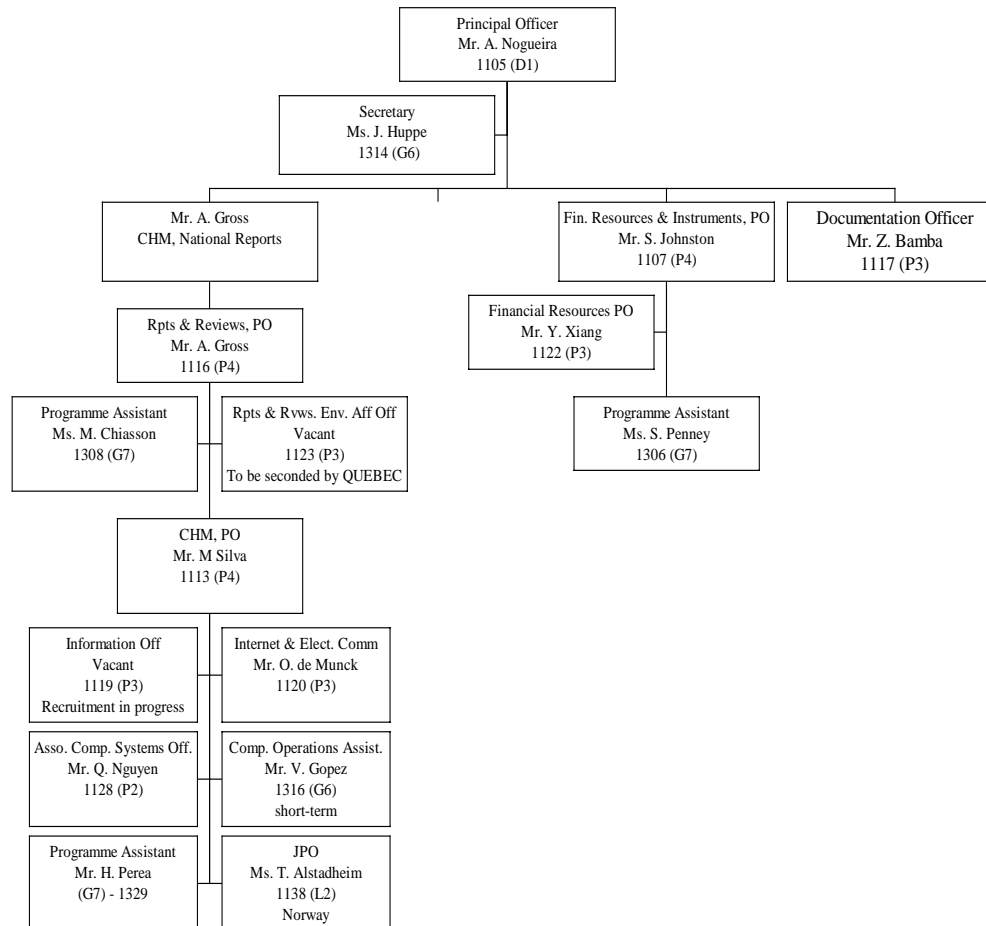 Principal Officer
Mr. A. Nogueira
1105 (D1)
Secretary
Ms. J. Huppe
1314 (G6)
Mr. A. Gross
CHM, National Reports
Fin. Resources & Instruments, PO
Mr. S. Johnston
1107 (P4)
Documentation Officer
Mr. Z. Bamba
1117 (P3)
Rpts & Reviews, PO
Mr. A. Gross
1116 (P4)
Financial Resources PO
Mr. Y. Xiang
1122 (P3)
Programme Assistant
Ms. M. Chiasson
1308 (G7)
Rpts & Rvws. Env. Aff Off
Vacant
1123 (P3)
To be seconded by QUEBEC
Programme Assistant
Ms. S. Penney
1306 (G7)
CHM, PO
Mr. M Silva
1113 (P4)
Information Off
Vacant
1119 (P3)
Recruitment in progress
Internet & Elect. Comm
Mr. O. de Munck
1120 (P3)
Asso. Comp. Systems Off.
Mr. Q. Nguyen
1128 (P2)
Comp. Operations Assist.
Mr. V. Gopez
1316 (G6)
short-term
Programme Assistant
Mr. H. Perea
(G7) - 1329
JPO
Ms. T. Alstadheim
1138 (L2)
Norway